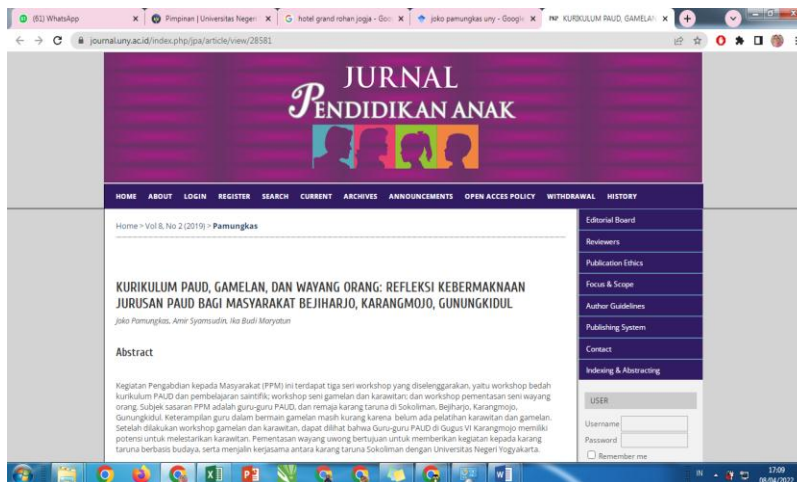 (61) WhatsApp
Pimpinan | Universitas Negeri
hotel grand rohan jogja - Goo
joko pamungkas uny - Google
KURIKULUM PAUD, GAMELAN
journal.uny.ac.id/index.php/jpa/article/view/28581
JURNAL
PENDIDIKAN ANAK
HOME ABOUT LOGIN REGISTER SEARCH CURRENT ARCHIVES ANNOUNCEMENTS OPEN ACCES POLICY WITHDRAWAL HISTORY
Home > Vol 8, No 2 (2019) > Pamungkas
KURIKULUM PAUD, GAMELAN, DAN WAYANG ORANG: REFLEKSI KEBERMAKNAAN
JURUSAN PAUD BAGI MASYARAKAT BEJIHARJO, KARANGMOJO, GUNUNGKIDUL
Joko Pamungkas, Amir Syamsudin, Ika Budi Maryatun
Abstract
Kegiatan Pengabdian kepada Masyarakat (PPM) ini terdapat tiga seri workshop yang diselenggarakan, yaitu workshop bedah
kurikulum PAUD dan pembelajaran saintifik; workshop seni gamelan dan karawitan; dan workshop pementasan seni wayang
orang. Subjek sasaran PPM adalah guru-guru PAUD, dan remaja karang taruna di Sokoliman, Bejiharjo, Karangmojo,
Gunungkidul. Keterampilan guru dalam bermain gamelan masih kurang karena belum ada pelatihan karawitan dan gamelan.
Setelah dilakukan workshop gamelan dan karawitan, dapat dilihat bahwa Guru-guru PAUD di Gugus VI Karangmojo memiliki
potensi untuk melestarikan karawitan. Pementasan wayang uwong bertujuan untuk memberikan kegiatan kepada karang
taruna berbasis budaya, serta menjalin kerjasama antara karang taruna Sokoliman dengan Universitas Negeri Yogyakarta.
Editorial Board
Reviewers
Publication Ethics
Focus & Scope
Author Guidelines
Publishing System
Contact
Indexing & Abstracting
USER
Username
Password
Remember me
IN
17:09
08/04/2022